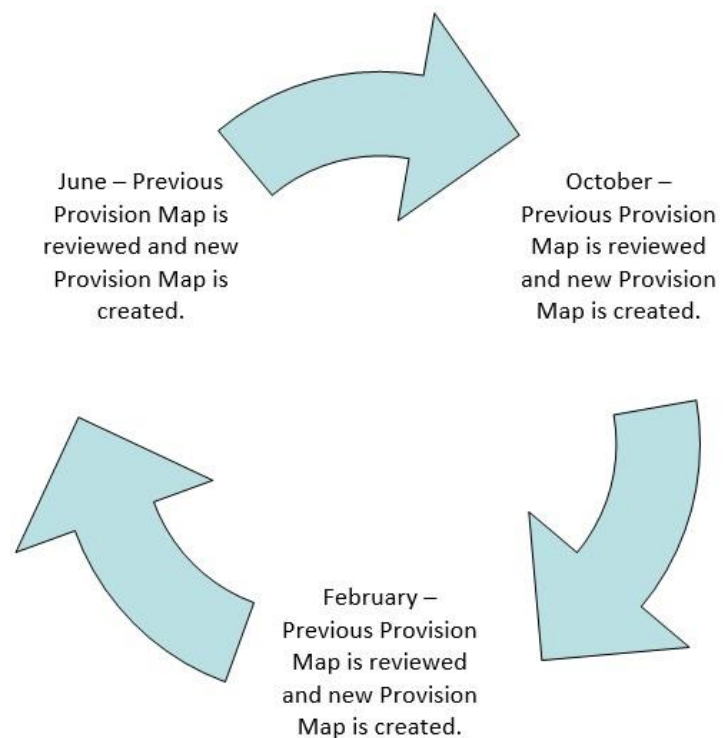 June – Previous
Provision Map is
reviewed and new
Provision Map is
created.
October –
Previous Provision
Map is reviewed
and new Provision
Map is created.
February –
Previous Provision
Map is reviewed
and new Provision
Map is created.